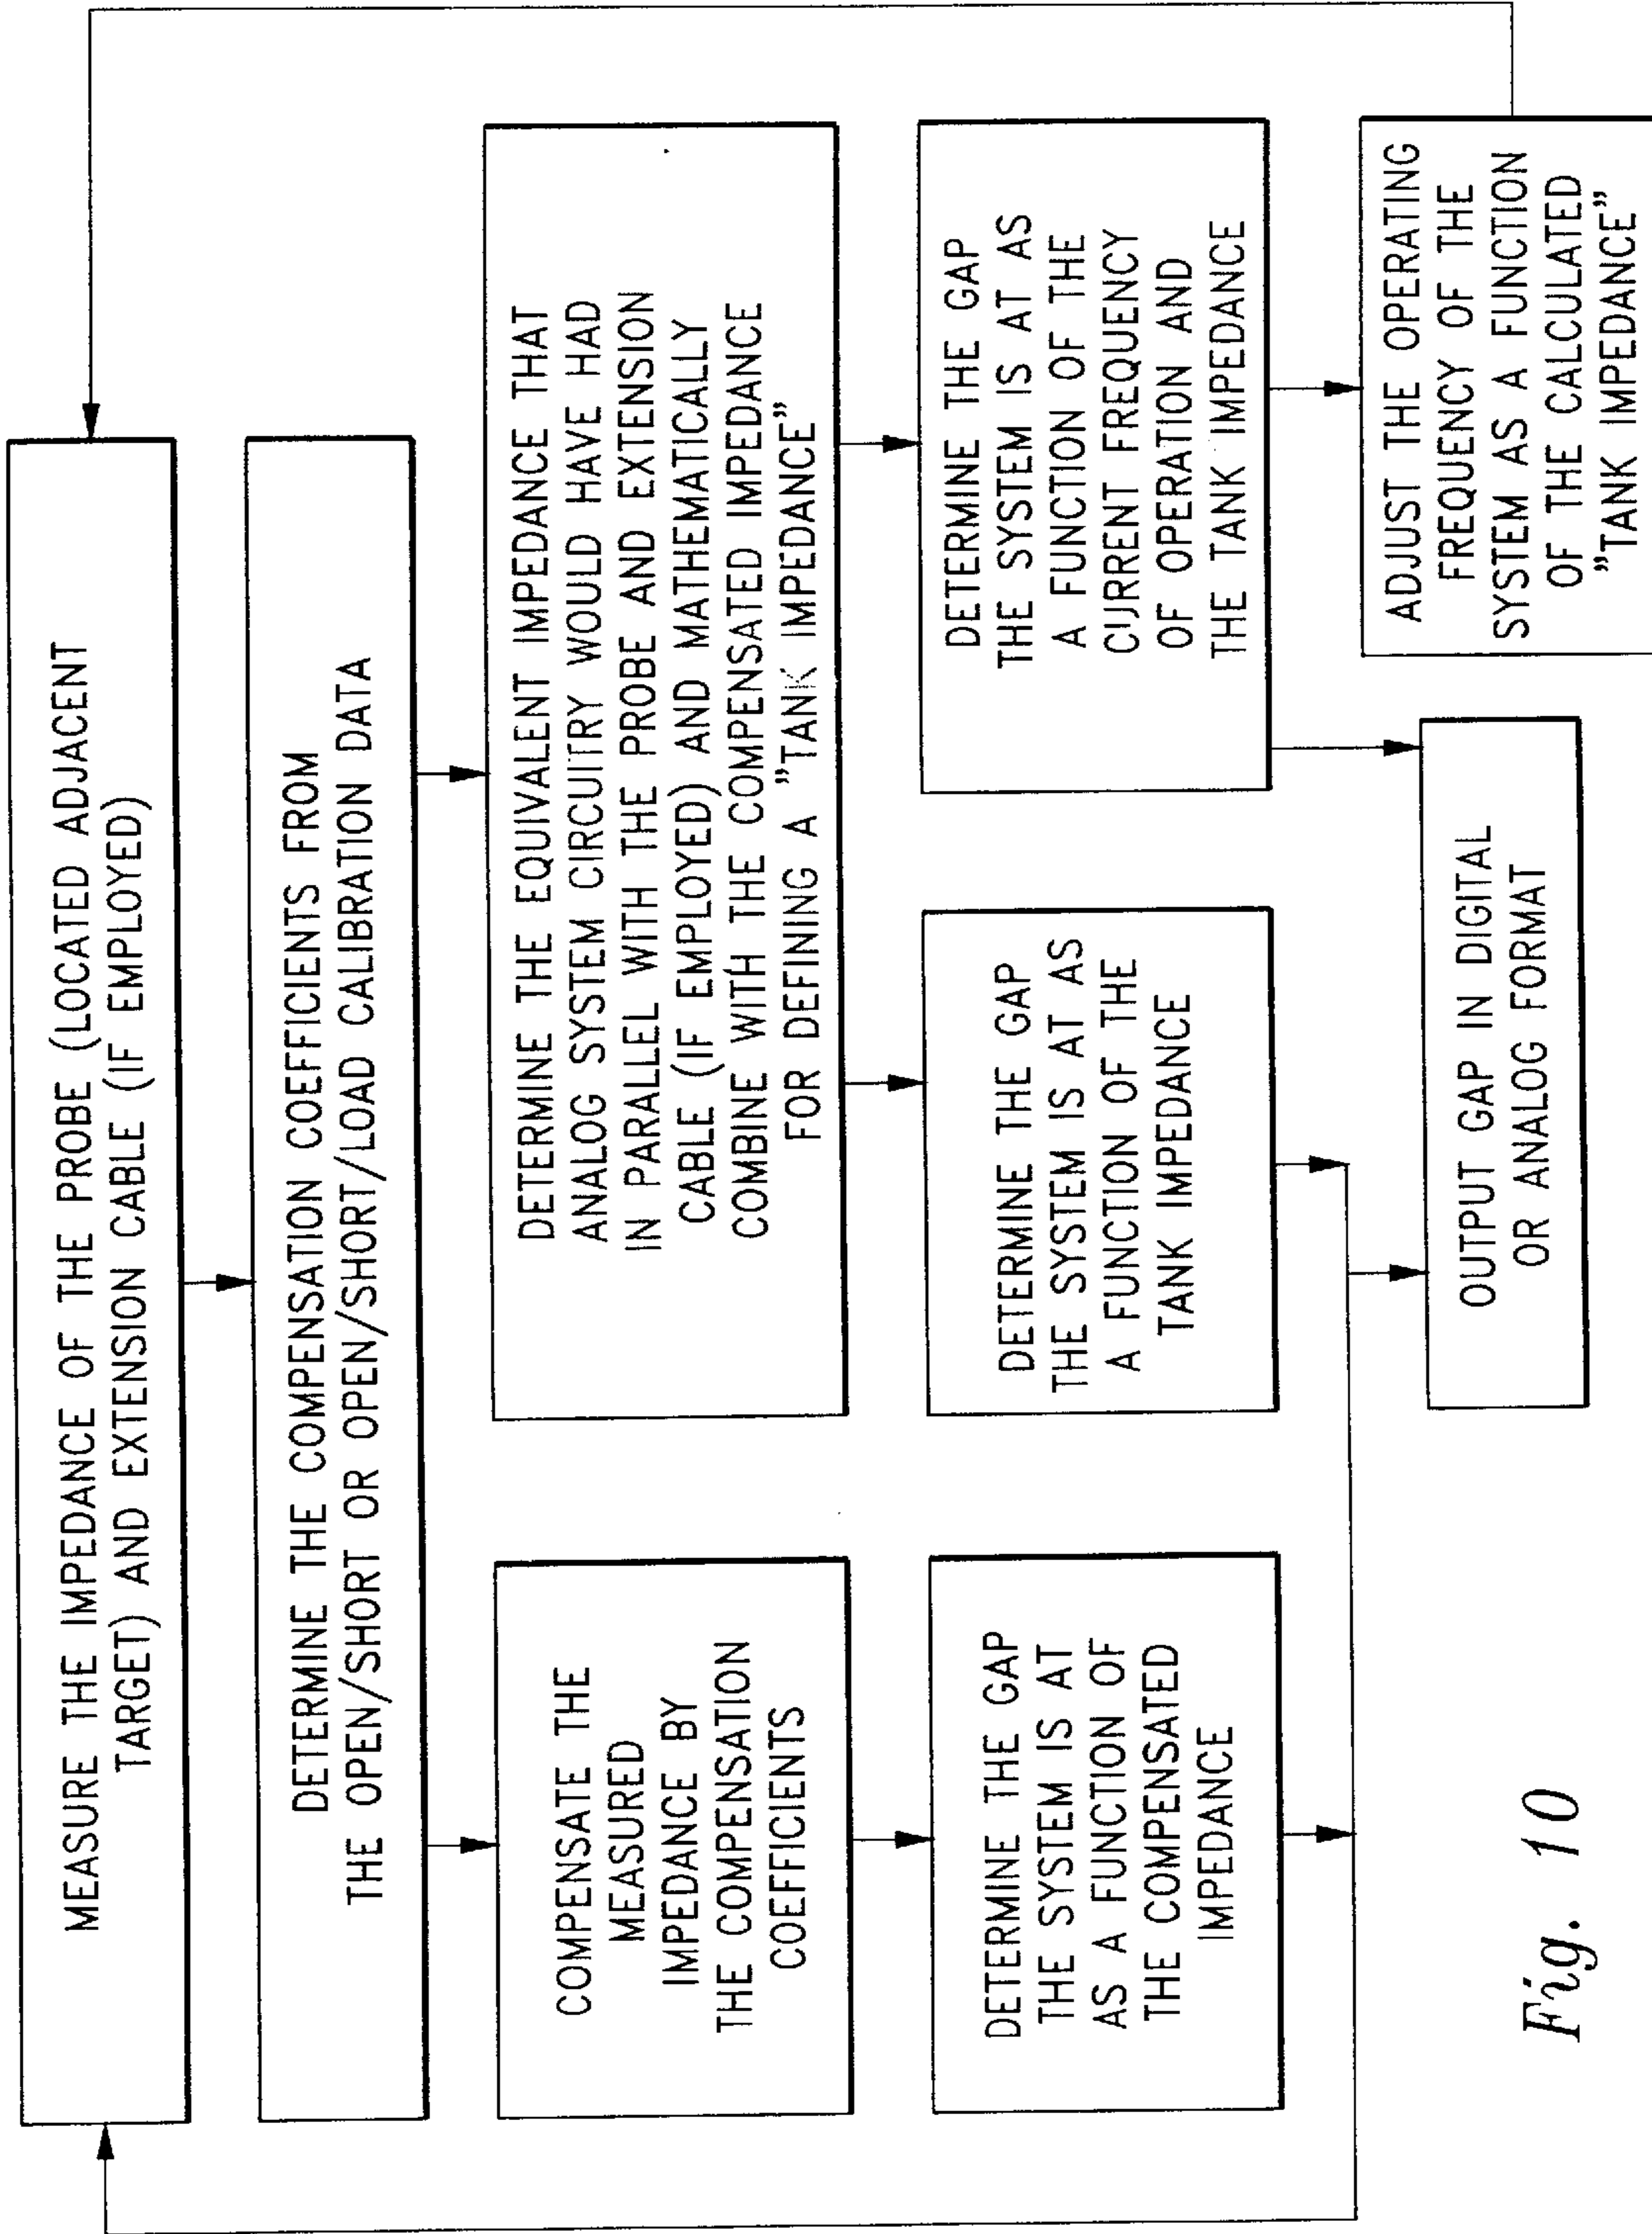 MEASURE THE IMPEDANCE OF THE PROBE (LOCATED ADJACENT
TARGET) AND EXTENSION CABLE (IF EMPLOYED)
DETERMINE THE COMPENSATION COEFFICIENTS FROM
THE OPEN/SHORT OR OPEN/SHORT/LOAD CALIBRATION DATA
COMPENSATE THE
MEASURED
IMPEDANCE BY
THE COMPENSATION
COEFFICIENTS
DETERMINE THE EQUIVALENT IMPEDANCE THAT
ANALOG SYSTEM CIRCUITRY WOULD HAVE HAD
IN PARALLEL WITH THE PROBE AND EXTENSION
CABLE (IF EMPLOYED) AND MATHEMATICALLY
COMBINE WITH THE COMPENSATED IMPEDANCE
FOR DEFINING A "TANK IMPEDANCE"
DETERMINE THE GAP
THE SYSTEM IS AT
AS A FUNCTION OF
THE COMPENSATED
IMPEDANCE
DETERMINE THE GAP
THE SYSTEM IS AT AS
A FUNCTION OF THE
TANK IMPEDANCE
DETERMINE THE GAP
THE SYSTEM IS AT AS
A FUNCTION OF THE
CURRENT FREQUENCY
OF OPERATION AND
THE TANK IMPEDANCE
OUTPUT GAP IN DIGITAL
OR ANALOG FORMAT
ADJUST THE OPERATING
FREQUENCY OF THE
SYSTEM AS A FUNCTION
OF THE CALCULATED
"TANK IMPEDANCE"
Fig. 10